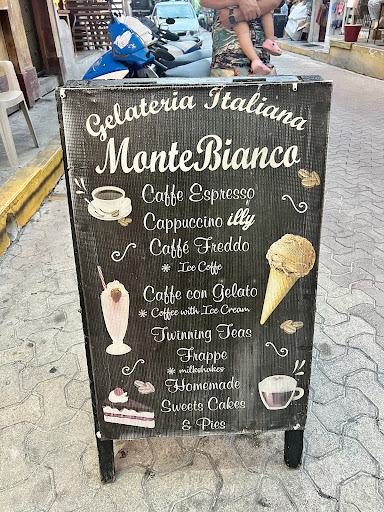 Gelateria Italiana
MonteBianco
Caffe Espresso
Cappuccino illy
Caffé Freddo
* Ice Coffe
Caffe con Gelato
* Coffee with Ice Cream
Twinning Teas
Frappe
* milkshakes
Homemade
Sweets Cakes
& Pies